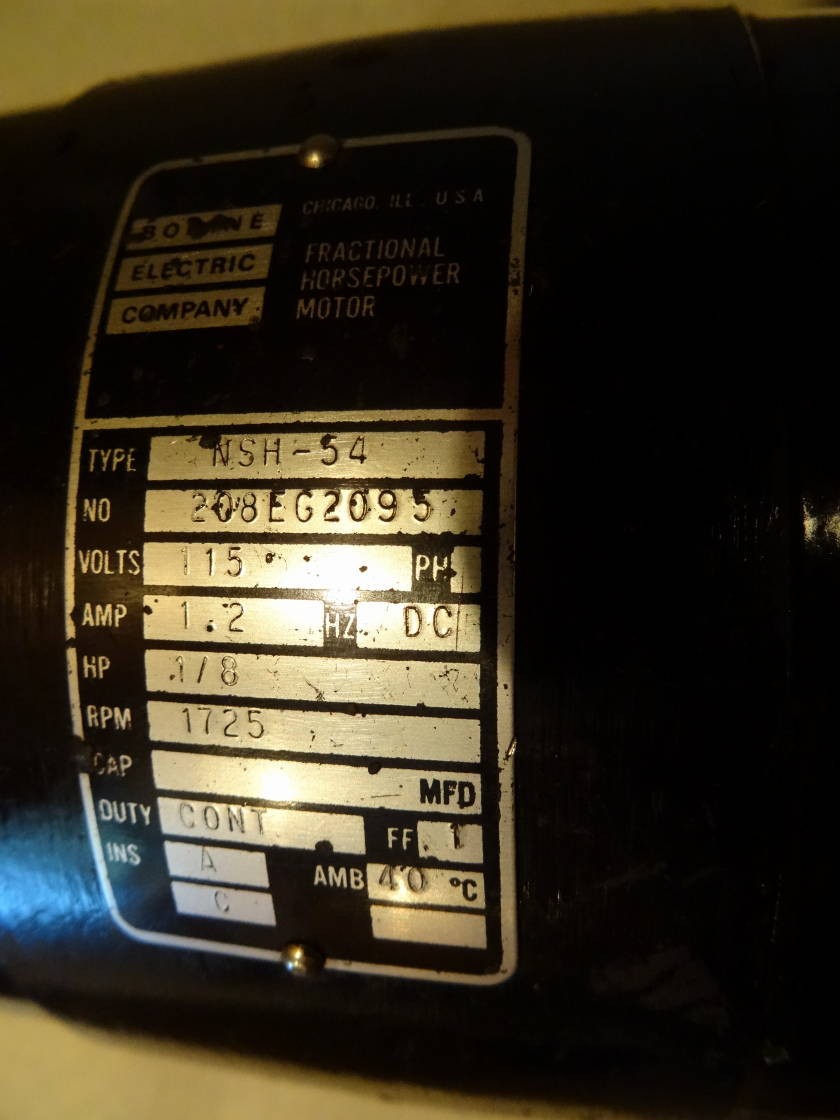 BODINE
ELECTRIC
COMPANY
CHICAGO, ILL. U S A
FRACTIONAL
HORSEPOWER
MOTOR
TYPE NSH-54
NO 208EG2095
VOLTS 115 PH
AMP 1.2 HZ DC
HP 1/8
RPM 1725
CAP MFD
DUTY CONT FF 1
INS A AMB 40 °C
C